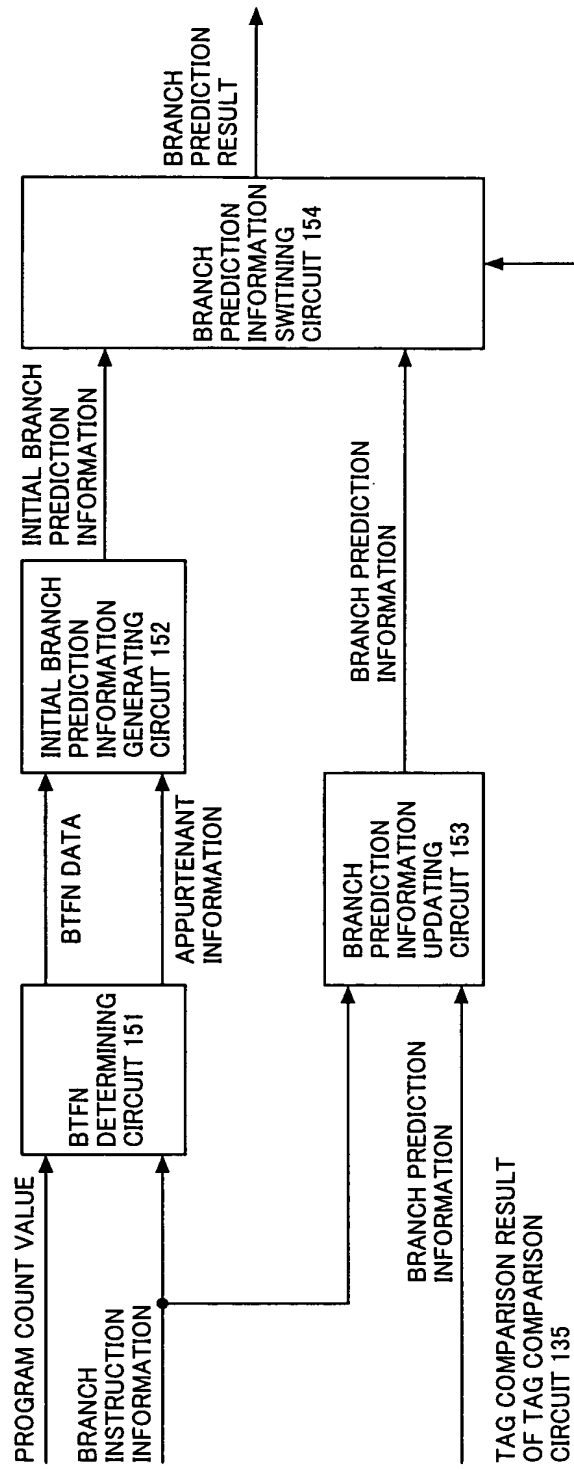 PROGRAM COUNT VALUE
BRANCH
INSTRUCTION
INFORMATION
BTFN
DETERMINING
CIRCUIT 151
BTFN DATA
APPURTENANT
INFORMATION
INITIAL BRANCH
PREDICTION
INFORMATION
GENERATING
CIRCUIT 152
INITIAL BRANCH
PREDICTION
INFORMATION
BRANCH
PREDICTION
INFORMATION
SWITINING
CIRCUIT 154
BRANCH
PREDICTION
RESULT
BRANCH PREDICTION
INFORMATION
BRANCH
PREDICTION
INFORMATION
UPDATING
CIRCUIT 153
BRANCH PREDICTION
INFORMATION
TAG COMPARISON RESULT
OF TAG COMPARISON
CIRCUIT 135